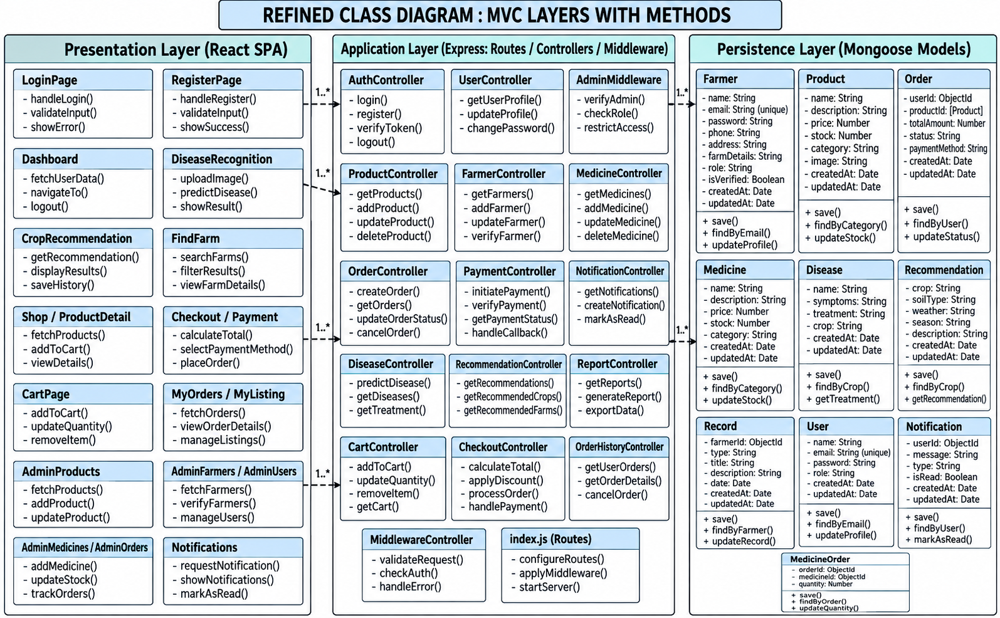 REFINED CLASS DIAGRAM : MVC LAYERS WITH METHODS
Presentation Layer (React SPA)
LoginPage
- handleLogin()
- validateInput()
- showError()
RegisterPage
- handleRegister()
- validateInput()
- showSuccess()
Dashboard
- fetchUserData()
- navigateTo()
- logout()
DiseaseRecognition
- uploadImage()
- predictDisease()
- showResult()
CropRecommendation
- getRecommendation()
- displayResults()
- saveHistory()
FindFarm
- searchFarms()
- filterResults()
- viewFarmDetails()
Shop / ProductDetail
- fetchProducts()
- addToCart()
- viewDetails()
Checkout / Payment
- calculateTotal()
- selectPaymentMethod()
- placeOrder()
CartPage
- addToCart()
- updateQuantity()
- removeItem()
MyOrders / MyListing
- fetchOrders()
- viewOrderDetails()
- manageListings()
AdminProducts
- fetchProducts()
- addProduct()
- updateProduct()
AdminFarmers / AdminUsers
- fetchFarmers()
- verifyFarmers()
- manageUsers()
AdminMedicines / AdminOrders
- addMedicine()
- updateStock()
- trackOrders()
Notifications
- requestNotification()
- showNotifications()
- markAsRead()
1..*
1..*
1..*
1..*
Application Layer (Express: Routes / Controllers / Middleware)
AuthController
- login()
- register()
- verifyToken()
- logout()
UserController
- getUserProfile()
- updateProfile()
- changePassword()
AdminMiddleware
- verifyAdmin()
- checkRole()
- restrictAccess()
ProductController
- getProducts()
- addProduct()
- updateProduct()
- deleteProduct()
FarmerController
- getFarmers()
- addFarmer()
- updateFarmer()
- verifyFarmer()
MedicineController
- getMedicines()
- addMedicine()
- updateMedicine()
- deleteMedicine()
OrderController
- createOrder()
- getOrders()
- updateOrderStatus()
- cancelOrder()
PaymentController
- initiatePayment()
- verifyPayment()
- getPaymentStatus()
- handleCallback()
NotificationController
- getNotifications()
- createNotification()
- markAsRead()
DiseaseController
- predictDisease()
- getDiseases()
- getTreatment()
RecommendationController
- getRecommendations()
- getRecommendedCrops()
- getRecommendedFarms()
ReportController
- getReports()
- generateReport()
- exportData()
CartController
- addToCart()
- updateQuantity()
- removeItem()
- getCart()
CheckoutController
- calculateTotal()
- applyDiscount()
- processOrder()
- handlePayment()
OrderHistoryController
- getUserOrders()
- getOrderDetails()
- cancelOrder()
MiddlewareController
- validateRequest()
- checkAuth()
- handleError()
index.js (Routes)
- configureRoutes()
- applyMiddleware()
- startServer()
1..*
1..*
Persistence Layer (Mongoose Models)
Farmer
- name: String
- email: String (unique)
- password: String
- phone: String
- address: String
- farmDetails: String
- role: String
- isVerified: Boolean
- createdAt: Date
- updatedAt: Date
+ save()
+ findByEmail()
+ updateProfile()
Product
- name: String
- description: String
- price: Number
- stock: Number
- category: String
- image: String
- createdAt: Date
- updatedAt: Date
+ save()
+ findByCategory()
+ updateStock()
Order
- userId: ObjectId
- productId: [Product]
- totalAmount: Number
- status: String
- paymentMethod: String
- createdAt: Date
- updatedAt: Date
+ save()
+ findByUser()
+ updateStatus()
Medicine
- name: String
- description: String
- price: Number
- stock: Number
- category: String
- createdAt: Date
- updatedAt: Date
+ save()
+ findByCategory()
+ updateStock()
Disease
- name: String
- symptoms: String
- treatment: String
- crop: String
- createdAt: Date
- updatedAt: Date
+ save()
+ findByCrop()
+ getTreatment()
Recommendation
- crop: String
- soilType: String
- weather: String
- season: String
- description: String
- createdAt: Date
- updatedAt: Date
+ save()
+ findByCrop()
+ getRecommendation()
Record
- farmerId: ObjectId
- type: String
- title: String
- description: String
- date: Date
- createdAt: Date
- updatedAt: Date
+ save()
+ findByFarmer()
+ updateRecord()
User
- name: String
- email: String (unique)
- password: String
- role: String
- createdAt: Date
- updatedAt: Date
+ save()
+ findByEmail()
+ updateProfile()
Notification
- userId: ObjectId
- message: String
- type: String
- isRead: Boolean
- createdAt: Date
- updatedAt: Date
+ save()
+ findByUser()
+ markAsRead()
MedicineOrder
- orderId: ObjectId
- medicineId: ObjectId
- quantity: Number
+ save()
+ findByOrder()
+ updateQuantity()